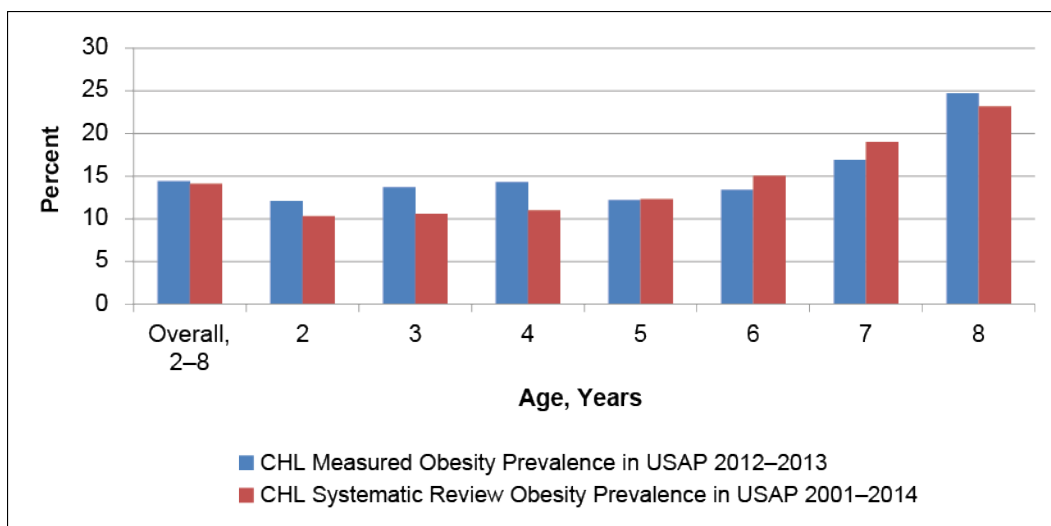 30
25
20
15
10
5
0
Percent
Overall, 2 3 4 5 6 7 8
2–8
Age, Years
CHL Measured Obesity Prevalence in USAP 2012–2013
CHL Systematic Review Obesity Prevalence in USAP 2001–2014